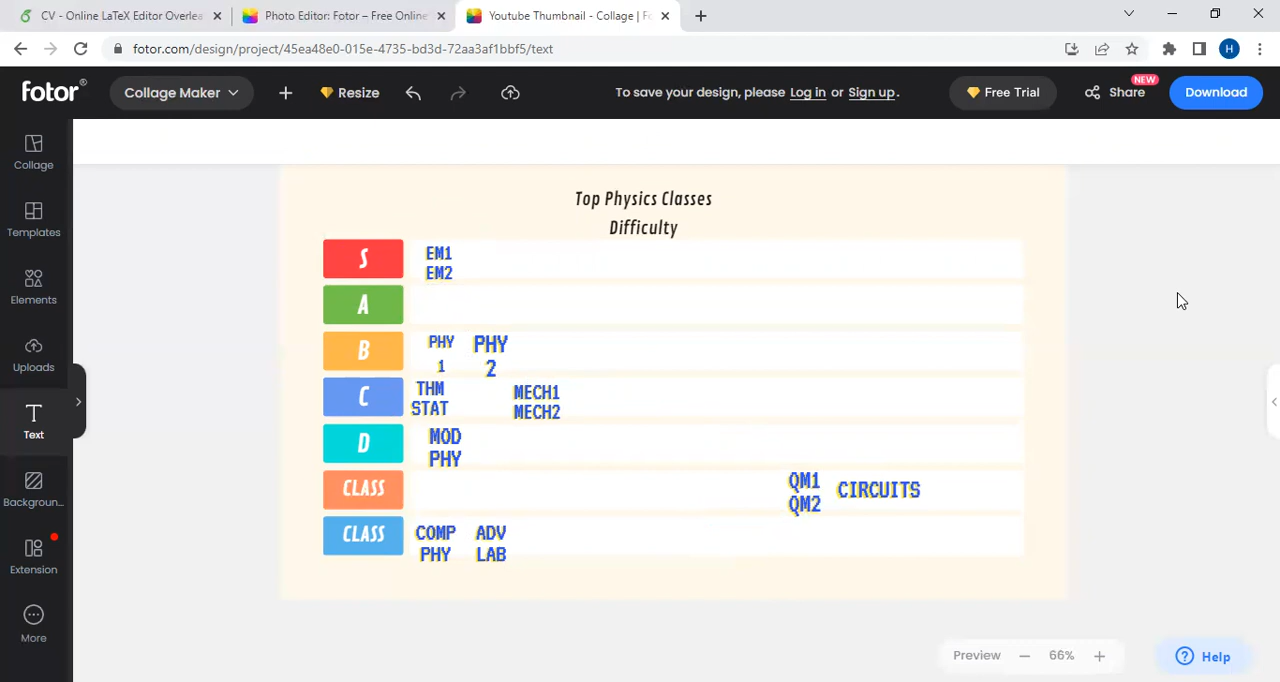 CV - Online LaTeX Editor Overlea
Photo Editor: Fotor – Free Online
Youtube Thumbnail - Collage | Fo
fotor.com/design/project/45ea48e0-015e-4735-bd3d-72aa3af1bbf5/text
H
fotor®
Collage Maker
Resize
To save your design, please Log in or Sign up.
Free Trial
Share
NEW
Download
Collage
Templates
Elements
Uploads
Text
Backgroun...
Extension
More
Top Physics Classes
Difficulty
S
EM1
EM2
A
B
PHY
1
PHY
2
C
THM
STAT
MECH1
MECH2
D
MOD
PHY
CLASS
QM1
QM2
CIRCUITS
CLASS
COMP
PHY
ADV
LAB
Preview
66%
Help